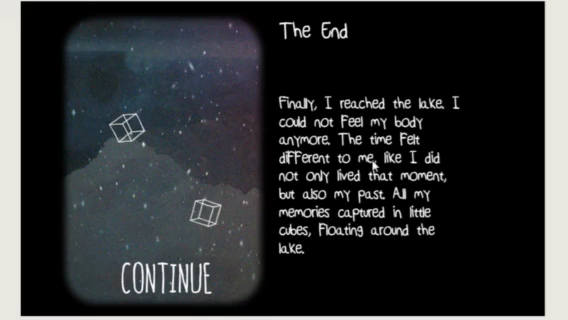 The End
Finally, I reached the lake. I
could not feel my body
anymore. The time felt
different to me, like I did
not only lived that moment,
but also my past. All my
memories captured in little
cubes, floating around the
lake.
CONTINUE